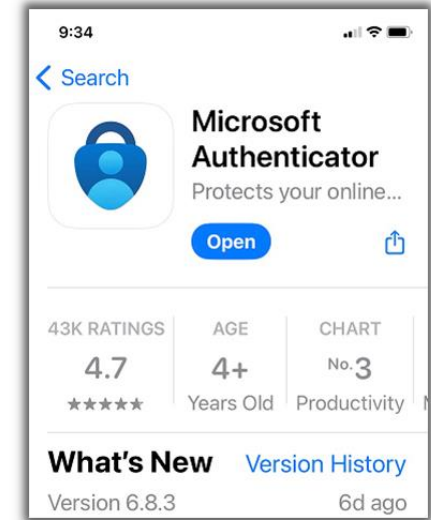 9:34
Search
Microsoft
Authenticator
Protects your online...
Open
43K RATINGS AGE CHART
4.7 4+ No.3
Years Old Productivity
What's New Version History
Version 6.8.3 6d ago